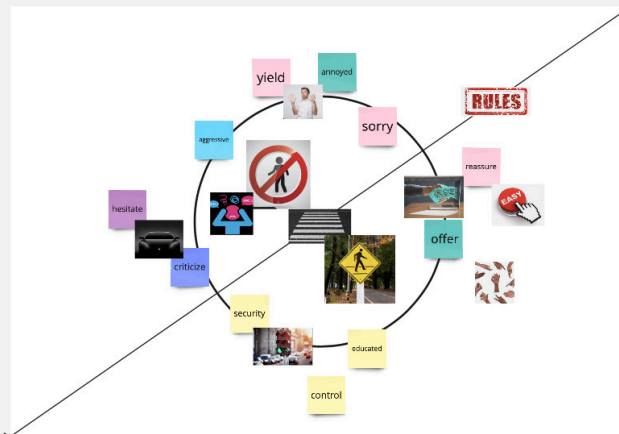 yield
annoyed
RULES
sorry
aggressive
reassure
EASY
hesitate
offer
criticize
security
educated
control